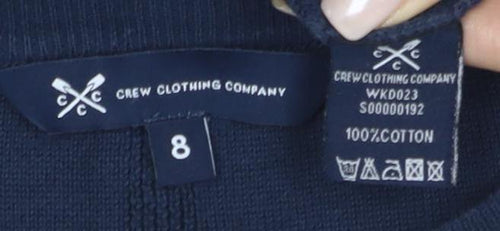 C C
C
CREW CLOTHING COMPANY
8
C C
C
CREW CLOTHING COMPANY
WKD023
S00000192
100%COTTON